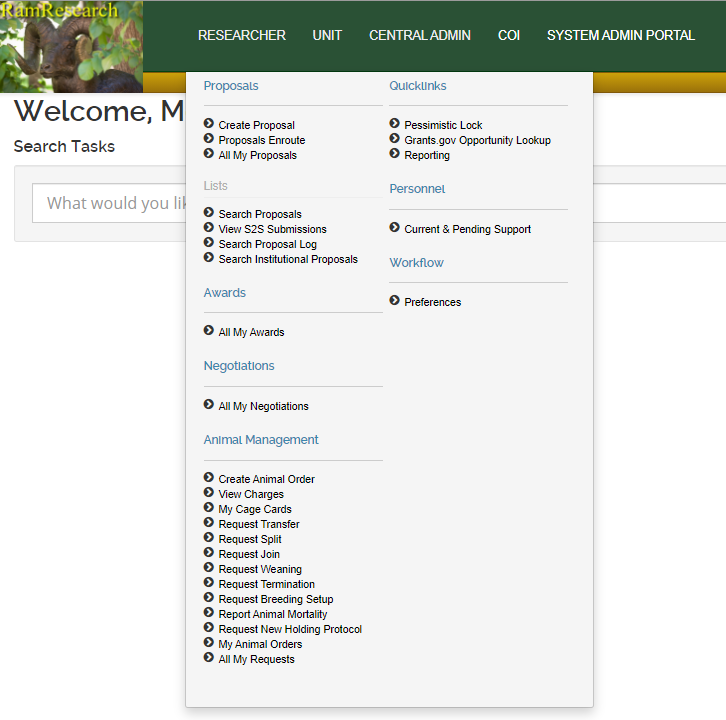 RamResearch
RESEARCHER UNIT CENTRAL ADMIN COI SYSTEM ADMIN PORTAL
Welcome, M
Search Tasks
What would you lik
Proposals
Create Proposal
Proposals Enroute
All My Proposals
Lists
Search Proposals
View S2S Submissions
Search Proposal Log
Search Institutional Proposals
Awards
All My Awards
Negotiations
All My Negotiations
Animal Management
Create Animal Order
View Charges
My Cage Cards
Request Transfer
Request Split
Request Join
Request Weaning
Request Termination
Request Breeding Setup
Report Animal Mortality
Request New Holding Protocol
My Animal Orders
All My Requests
Quicklinks
Pessimistic Lock
Grants.gov Opportunity Lookup
Reporting
Personnel
Current & Pending Support
Workflow
Preferences